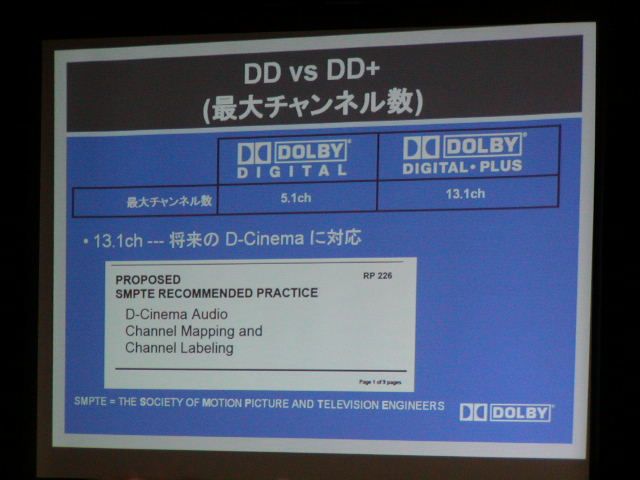 DD vs DD+
(最大チャンネル数)
DOLBY® DOLBY®
DIGITAL DIGITAL·PLUS
最大チャンネル数 5.1ch 13.1ch
• 13.1ch --- 将来の D-Cinema に対応
PROPOSED RP 226
SMPTE RECOMMENDED PRACTICE
D-Cinema Audio
Channel Mapping and
Channel Labeling
Page 1 of 9 pages
SMPTE = THE SOCIETY OF MOTION PICTURE AND TELEVISION ENGINEERS
DOLBY®